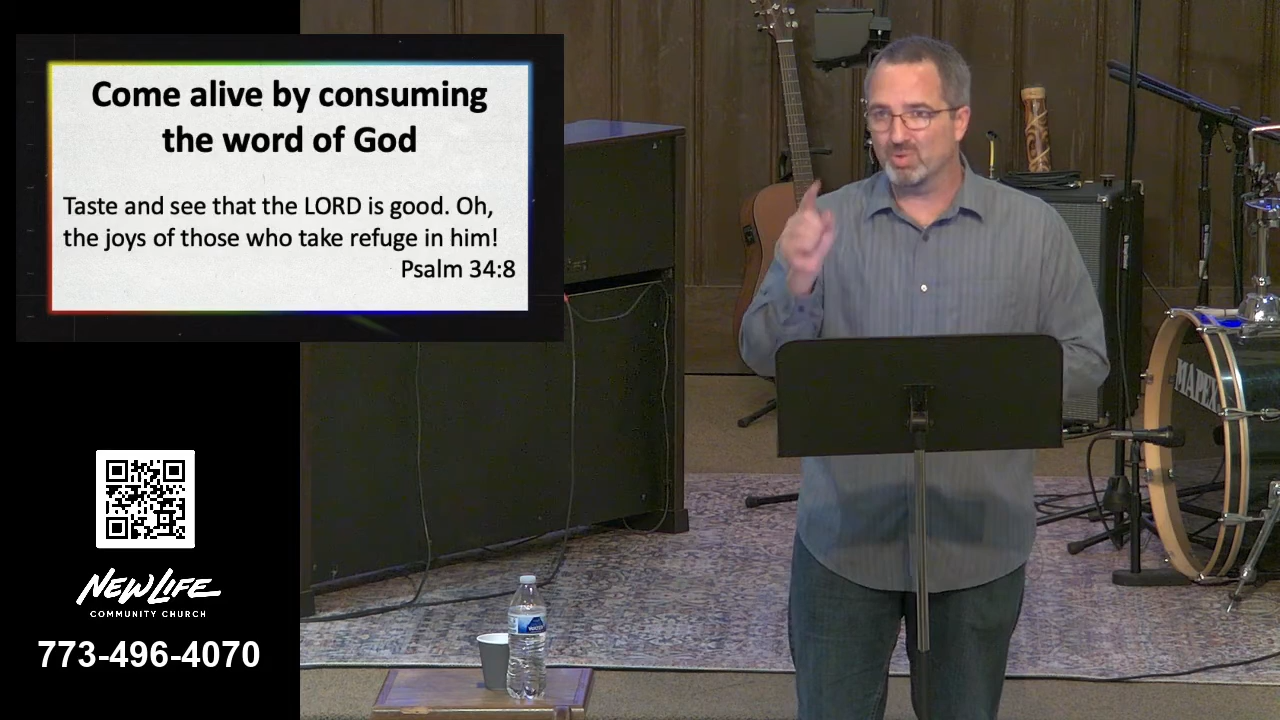 Come alive by consuming
the word of God
Taste and see that the LORD is good. Oh,
the joys of those who take refuge in him!
Psalm 34:8
NEWLIFE
COMMUNITY CHURCH
773-496-4070
MAPEX